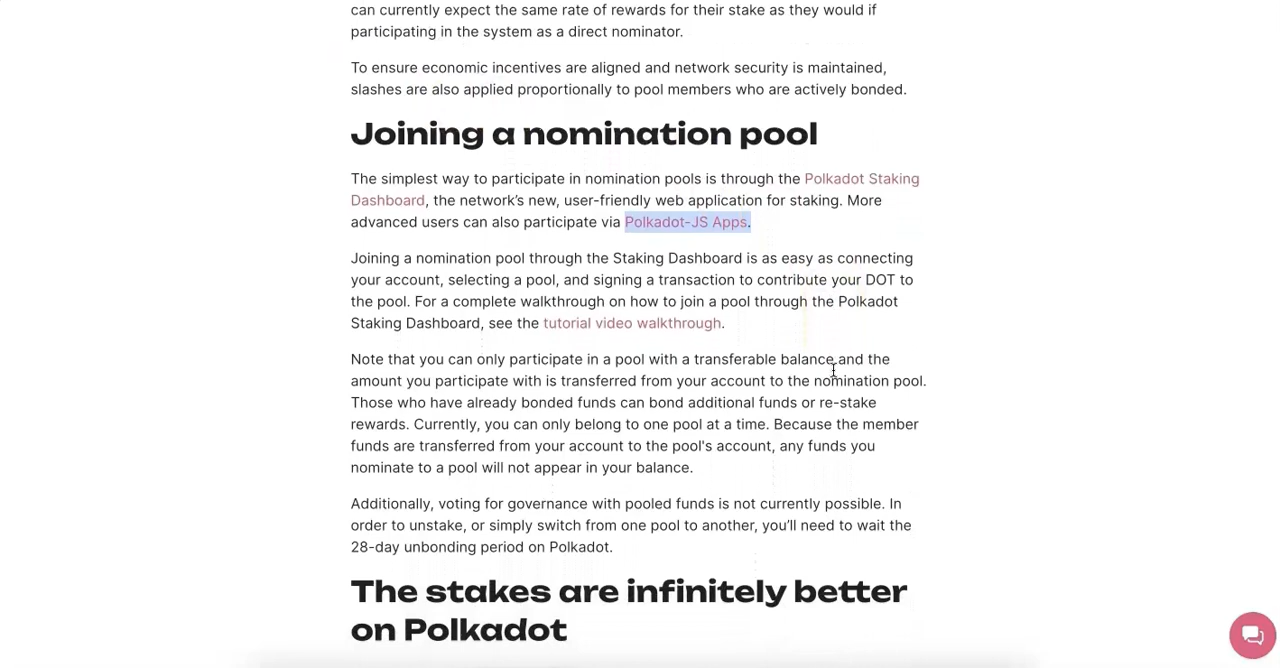 can currently expect the same rate of rewards for their stake as they would if
participating in the system as a direct nominator.
To ensure economic incentives are aligned and network security is maintained,
slashes are also applied proportionally to pool members who are actively bonded.
Joining a nomination pool
The simplest way to participate in nomination pools is through the Polkadot Staking
Dashboard, the network’s new, user-friendly web application for staking. More
advanced users can also participate via Polkadot-JS Apps.
Joining a nomination pool through the Staking Dashboard is as easy as connecting
your account, selecting a pool, and signing a transaction to contribute your DOT to
the pool. For a complete walkthrough on how to join a pool through the Polkadot
Staking Dashboard, see the tutorial video walkthrough.
Note that you can only participate in a pool with a transferable balance and the
amount you participate with is transferred from your account to the nomination pool.
Those who have already bonded funds can bond additional funds or re-stake
rewards. Currently, you can only belong to one pool at a time. Because the member
funds are transferred from your account to the pool's account, any funds you
nominate to a pool will not appear in your balance.
Additionally, voting for governance with pooled funds is not currently possible. In
order to unstake, or simply switch from one pool to another, you’ll need to wait the
28-day unbonding period on Polkadot.
The stakes are infinitely better
on Polkadot